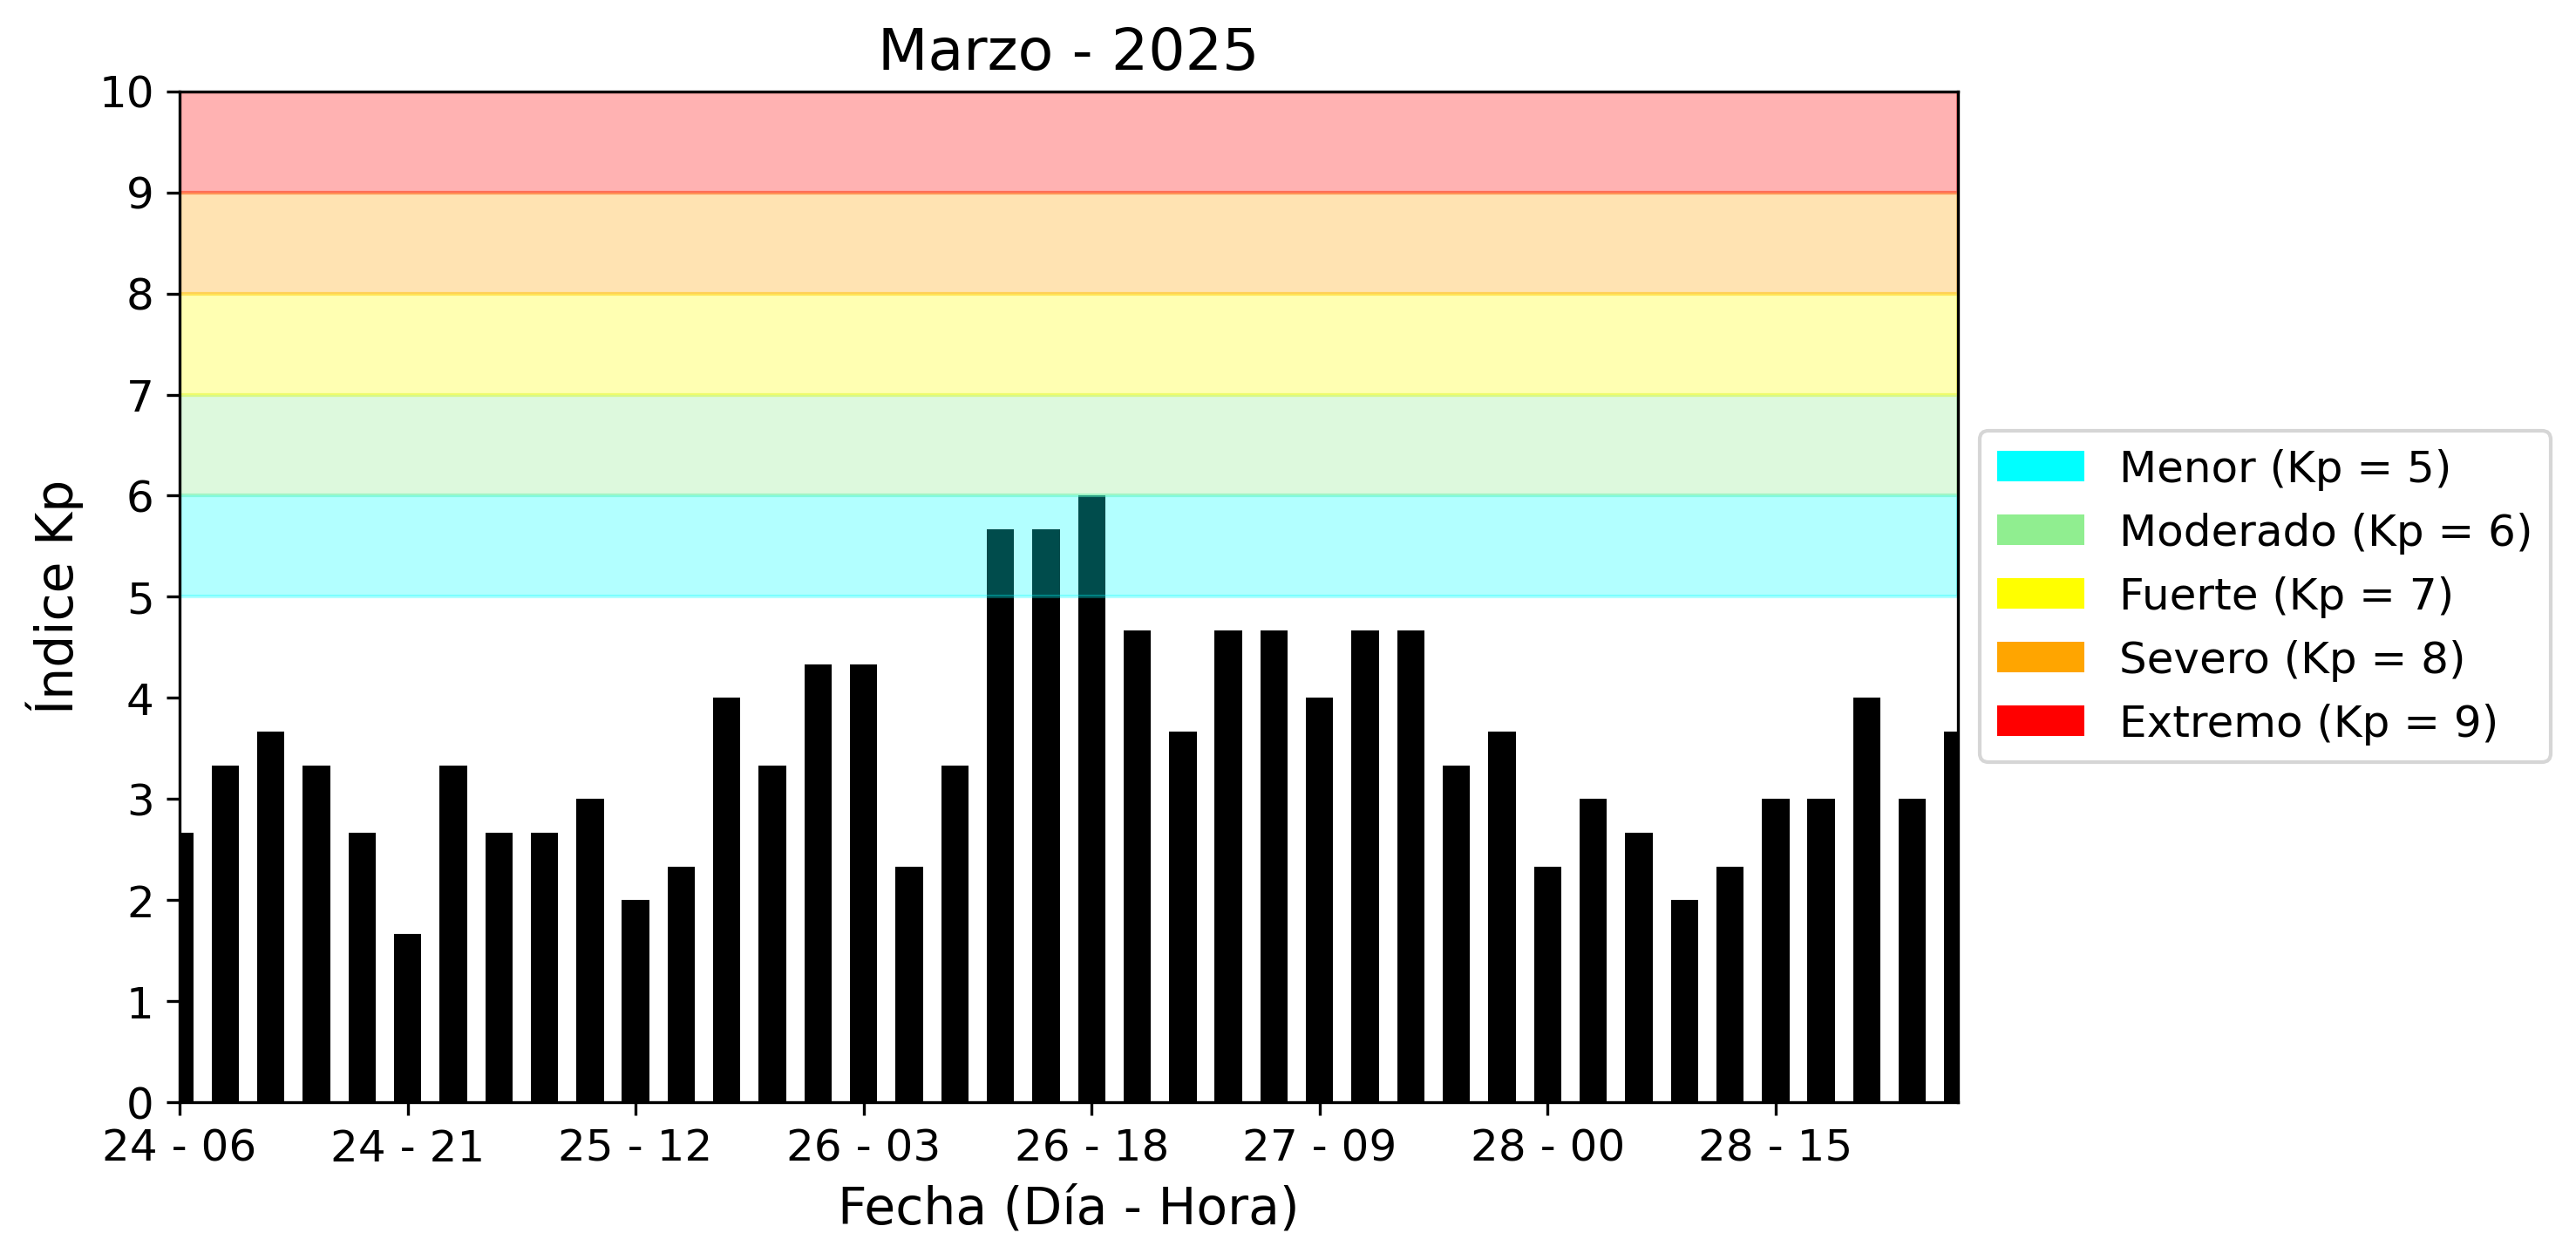 Marzo - 2025
Índice Kp
10
9
8
7
6
5
4
3
2
1
0
24 - 06
24 - 21
25 - 12
26 - 03
26 - 18
27 - 09
28 - 00
28 - 15
Fecha (Día - Hora)
Menor (Kp = 5)
Moderado (Kp = 6)
Fuerte (Kp = 7)
Severo (Kp = 8)
Extremo (Kp = 9)